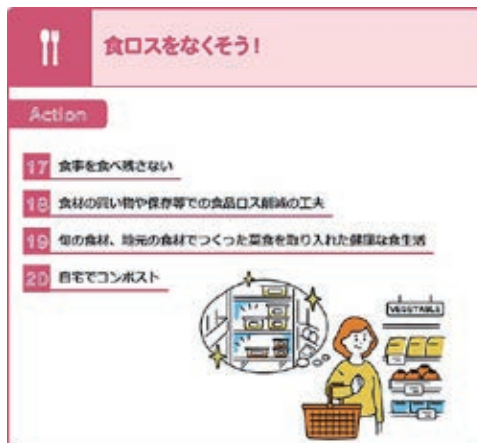 食ロスをなくそう!
Action
17 食事を食べ残さない
18 食材の買い物や保存等での食品ロス削減の工夫
19 旬の食材、地元の食材でつくった菜食を取り入れた健康な食生活
20 自宅でコンポスト
VEGETABLE